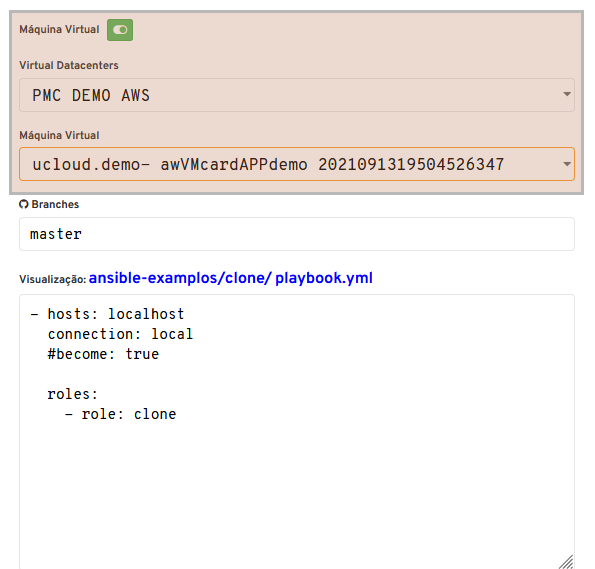 Máquina Virtual
Virtual Datacenters
PMC DEMO AWS
Máquina Virtual
ucloud.demo- awVMcardAPPdemo 2021091319504526347
Branches
master
Visualização: ansible-examplos/clone/ playbook.yml
- hosts: localhost
connection: local
#become: true
roles:
- role: clone